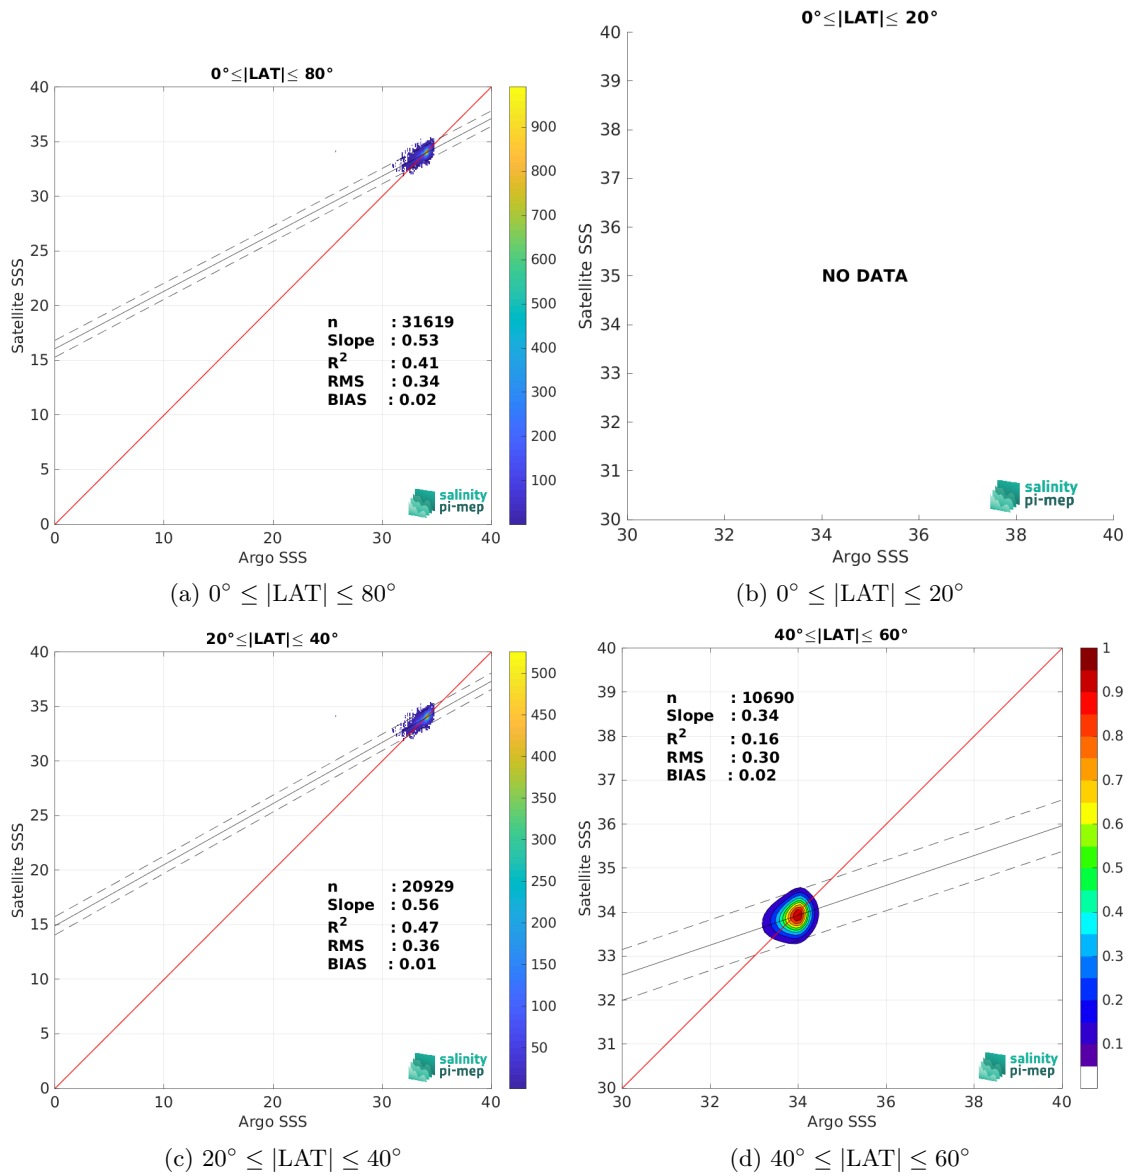 0°≤|LAT|≤ 80°
40
35
30
25
20
15
10
5
0
0
10
20
30
40
Satellite SSS
Argo SSS
n : 31619
Slope : 0.53
R² : 0.41
RMS : 0.34
BIAS : 0.02
salinity
pi-mep
900
800
700
600
500
400
300
200
100
(a) 0° ≤ |LAT| ≤ 80°
0°≤|LAT|≤ 20°
40
39
38
37
36
35
34
33
32
31
30
30
32
34
36
38
40
Satellite SSS
Argo SSS
NO DATA
salinity
pi-mep
(b) 0° ≤ |LAT| ≤ 20°
20°≤|LAT|≤ 40°
40
35
30
25
20
15
10
5
0
0
10
20
30
40
Satellite SSS
Argo SSS
n : 20929
Slope : 0.56
R² : 0.47
RMS : 0.36
BIAS : 0.01
salinity
pi-mep
500
450
400
350
300
250
200
150
100
50
(c) 20° ≤ |LAT| ≤ 40°
40°≤|LAT|≤ 60°
40
39
38
37
36
35
34
33
32
31
30
30
32
34
36
38
40
Satellite SSS
Argo SSS
n : 10690
Slope : 0.34
R² : 0.16
RMS : 0.30
BIAS : 0.02
salinity
pi-mep
1
0.9
0.8
0.7
0.6
0.5
0.4
0.3
0.2
0.1
(d) 40° ≤ |LAT| ≤ 60°